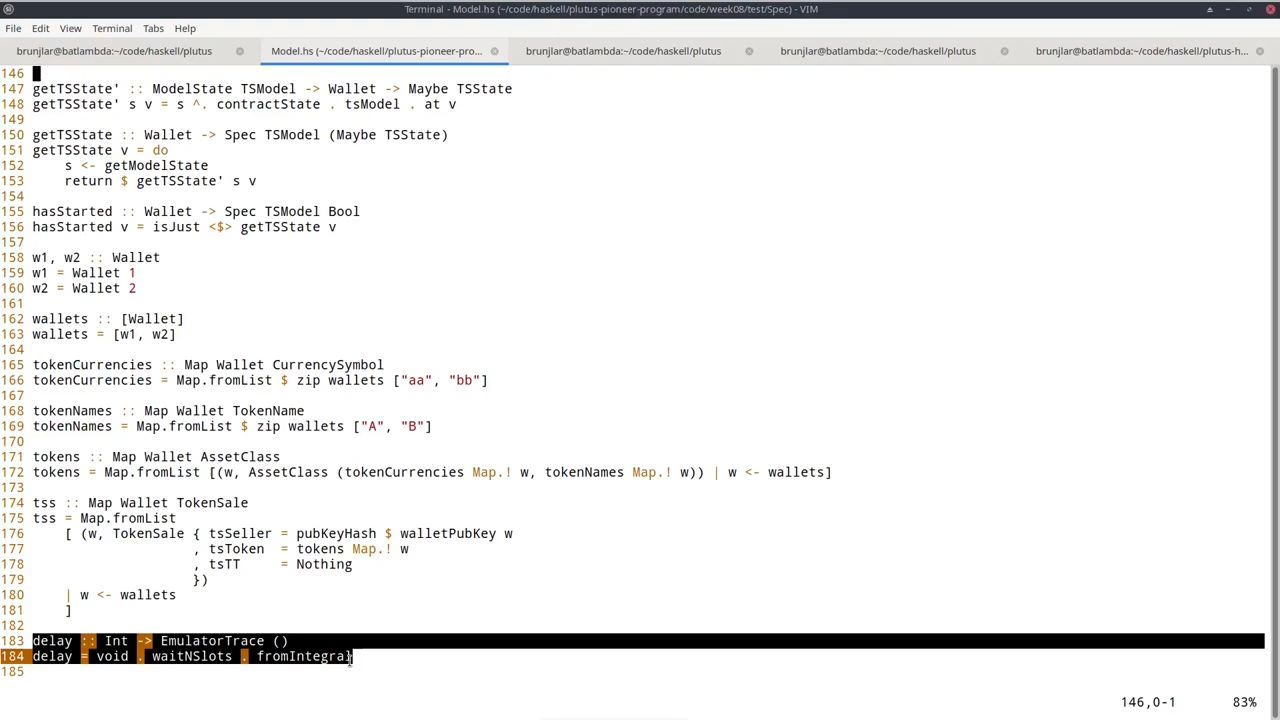 Terminal - Model.hs (~/code/haskell/plutus-pioneer-program/code/week08/test/Spec) - VIM
File Edit View Terminal Tabs Help
brunjlar@batlambda:~/code/haskell/plutus Model.hs (~/code/haskell/plutus-pioneer-pro... brunjlar@batlambda:~/code/haskell/plutus brunjlar@batlambda:~/code/haskell/plutus brunjlar@batlambda:~/code/haskell/plutus-h...
146
147 getTSState' :: ModelState TSModel -> Wallet -> Maybe TSState
148 getTSState' s v = s ^. contractState . tsModel . at v
149
150 getTSState :: Wallet -> Spec TSModel (Maybe TSState)
151 getTSState v = do
152     s <- getModelState
153     return $ getTSState' s v
154
155 hasStarted :: Wallet -> Spec TSModel Bool
156 hasStarted v = isJust <$> getTSState v
157
158 w1, w2 :: Wallet
159 w1 = Wallet 1
160 w2 = Wallet 2
161
162 wallets :: [Wallet]
163 wallets = [w1, w2]
164
165 tokenCurrencies :: Map Wallet CurrencySymbol
166 tokenCurrencies = Map.fromList $ zip wallets ["aa", "bb"]
167
168 tokenNames :: Map Wallet TokenName
169 tokenNames = Map.fromList $ zip wallets ["A", "B"]
170
171 tokens :: Map Wallet AssetClass
172 tokens = Map.fromList [(w, AssetClass (tokenCurrencies Map.! w, tokenNames Map.! w)) | w <- wallets]
173
174 tss :: Map Wallet TokenSale
175 tss = Map.fromList
176     [ (w, TokenSale { tsSeller = pubKeyHash $ walletPubKey w
177                     , tsToken  = tokens Map.! w
178                     , tsTT     = Nothing
179                     })
180     | w <- wallets
181     ]
182
183 delay :: Int -> EmulatorTrace ()
184 delay = void . waitNSlots . fromIntegral
185
146,0-1 83%